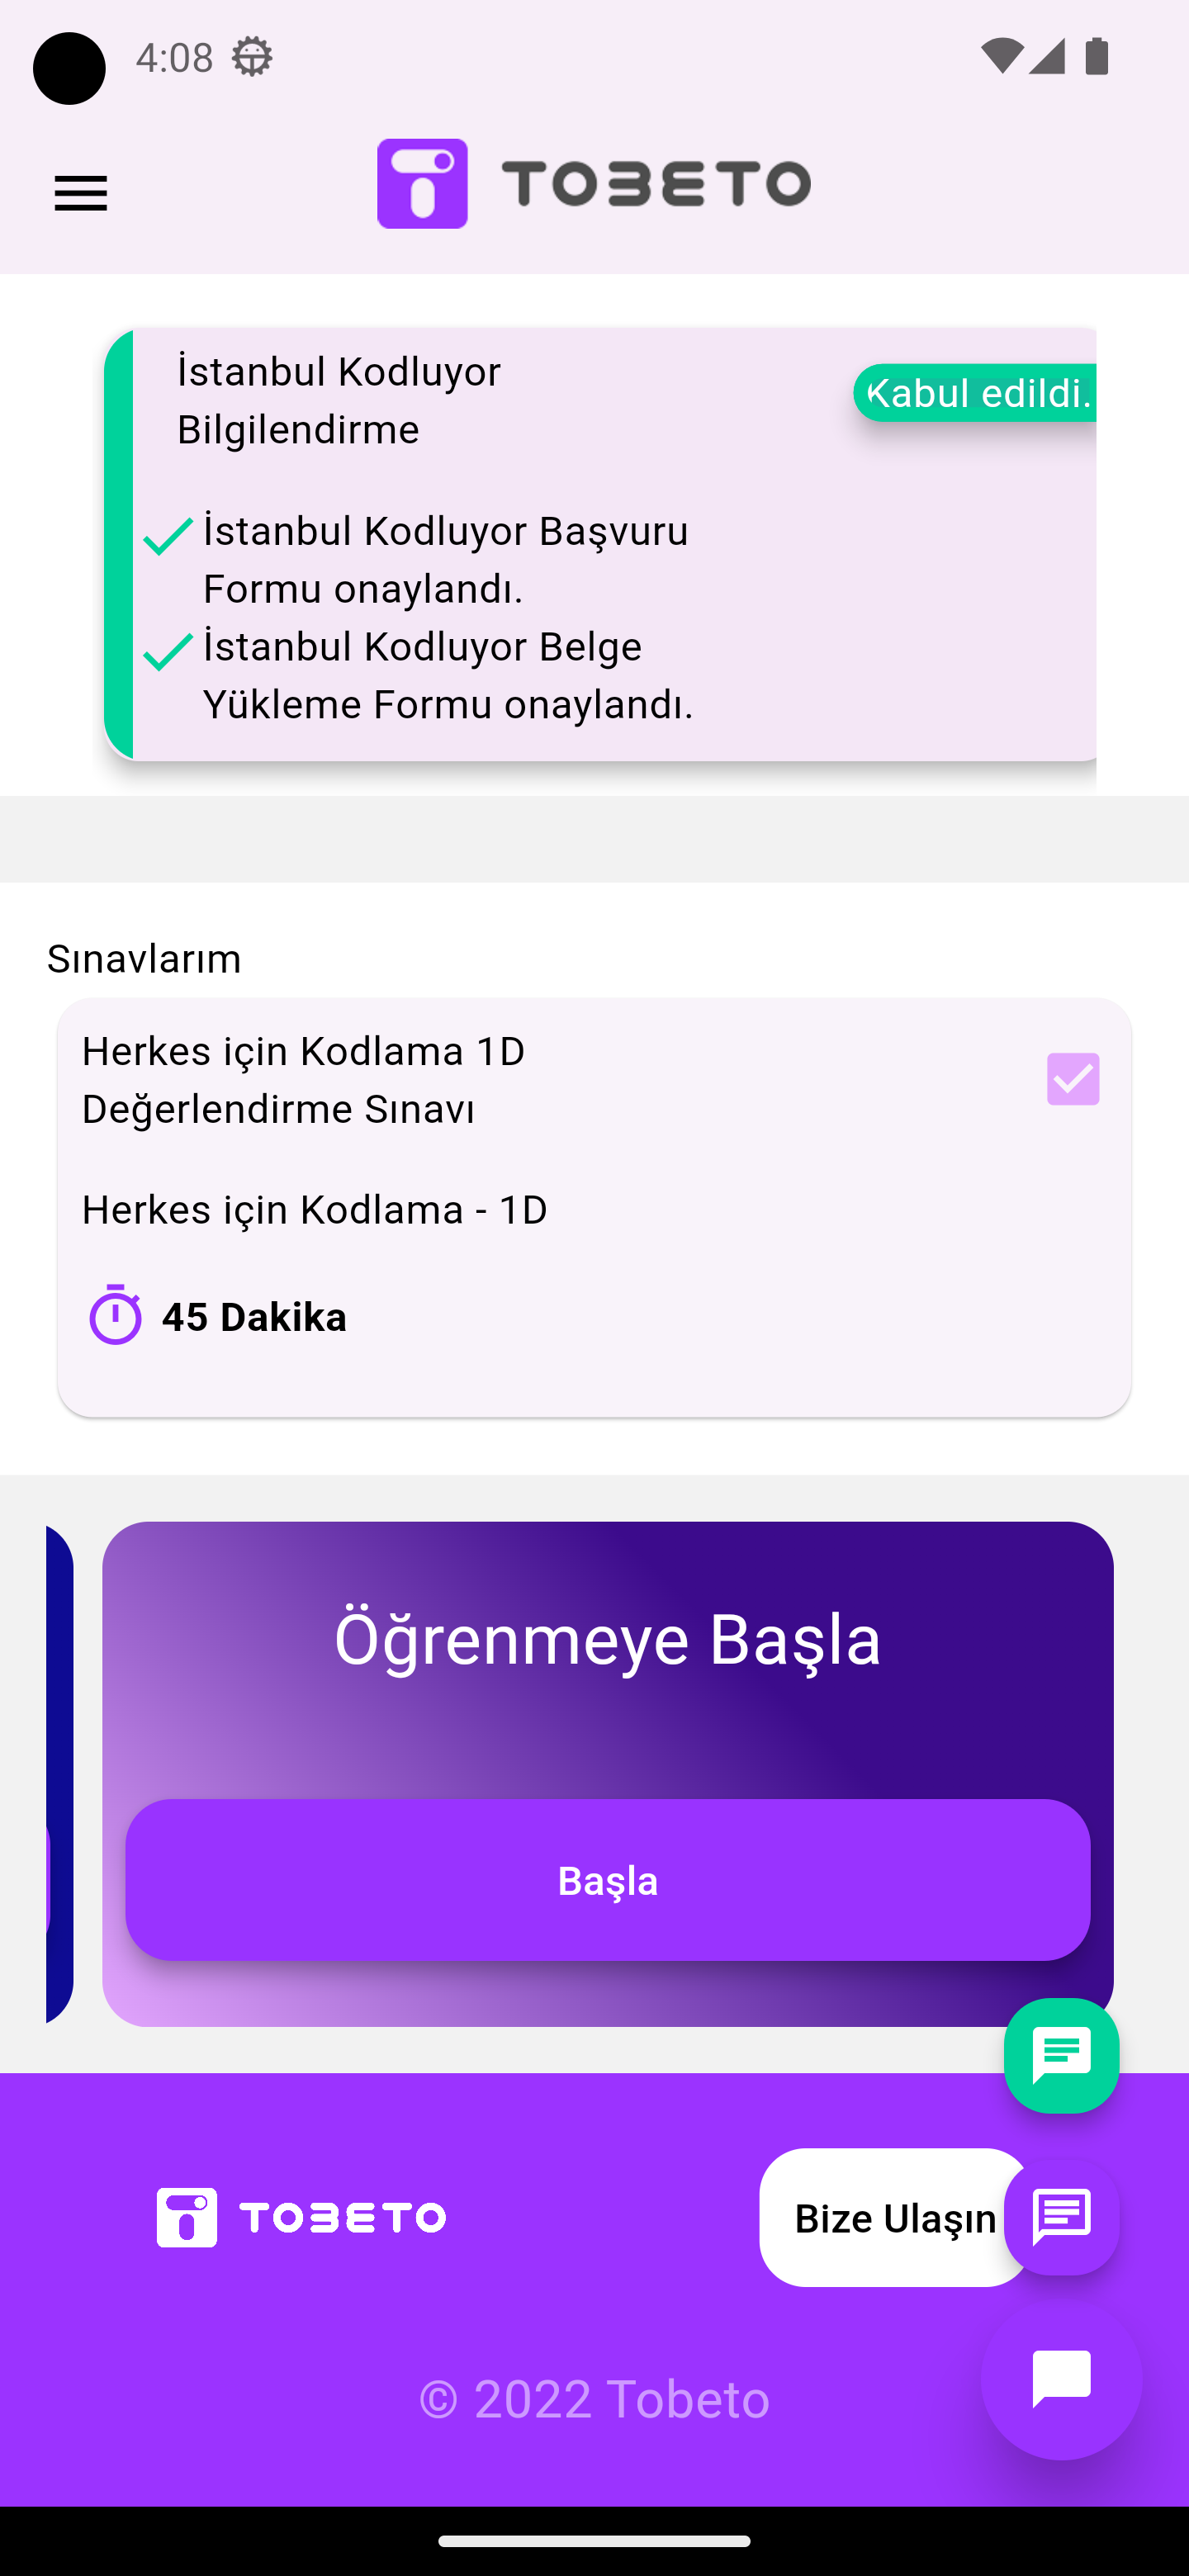 4:08
TOBETO
İstanbul Kodluyor
Bilgilendirme
Kabul edildi.
İstanbul Kodluyor Başvuru
Formu onaylandı.
İstanbul Kodluyor Belge
Yükleme Formu onaylandı.
Sınavlarım
Herkes için Kodlama 1D
Değerlendirme Sınavı
Herkes için Kodlama - 1D
45 Dakika
Öğrenmeye Başla
Başla
TOBETO
Bize Ulaşın
© 2022 Tobeto